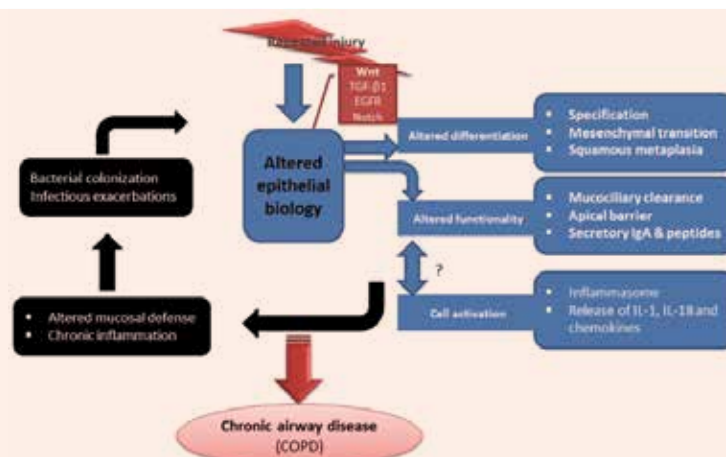 Repeated injury
Wnt
TGF-β1
EGFR
Notch
Altered
epithelial
biology
Altered differentiation
Specification
Mesenchymal transition
Squamous metaplasia
Altered functionality
Mucociliary clearance
Apical barrier
Secretory IgA & peptides
?
Cell activation
Inflammasome
Release of IL-1, IL-18 and
chemokines
Bacterial colonization
Infectious exacerbations
Altered mucosal defense
Chronic inflammation
Chronic airway disease
(COPD)